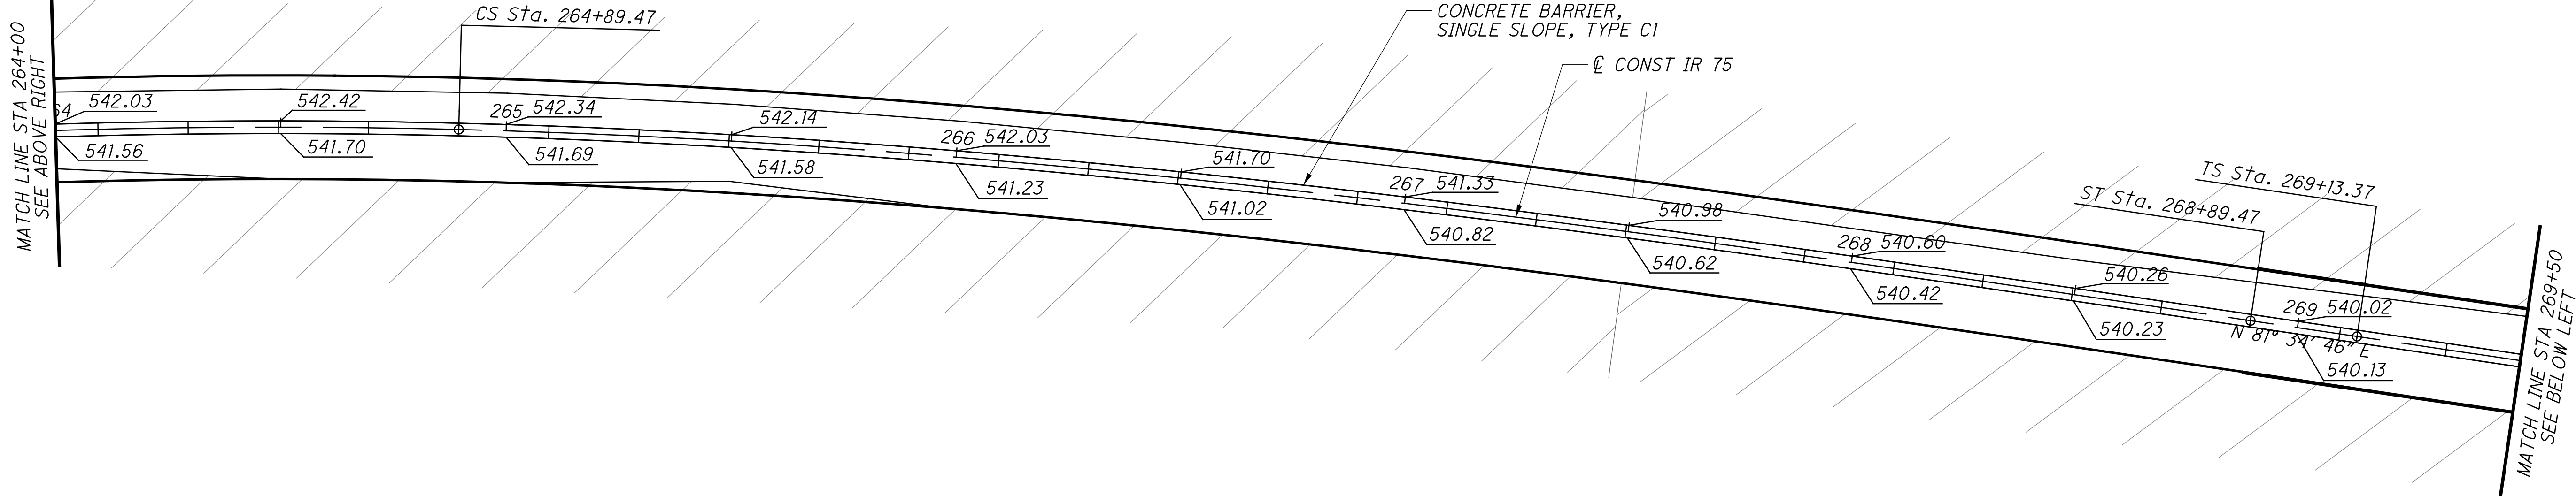 MATCH LINE STA 264+00
SEE ABOVE RIGHT
CS Sta. 264+89.47
CONCRETE BARRIER,
SINGLE SLOPE, TYPE C1
℄ CONST IR 75
TS Sta. 269+13.37
ST Sta. 268+89.47
64 542.03
542.42
265 542.34
542.14
266 542.03
541.70
267 541.33
540.98
268 540.60
540.26
269 540.02
541.56
541.70
541.69
541.58
541.23
541.02
540.82
540.62
540.42
540.23
540.13
N 81° 34' 46" E
MATCH LINE STA 269+50
SEE BELOW LEFT